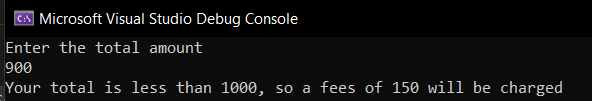 C:\ Microsoft Visual Studio Debug Console
Enter the total amount
900
Your total is less than 1000, so a fees of 150 will be charged